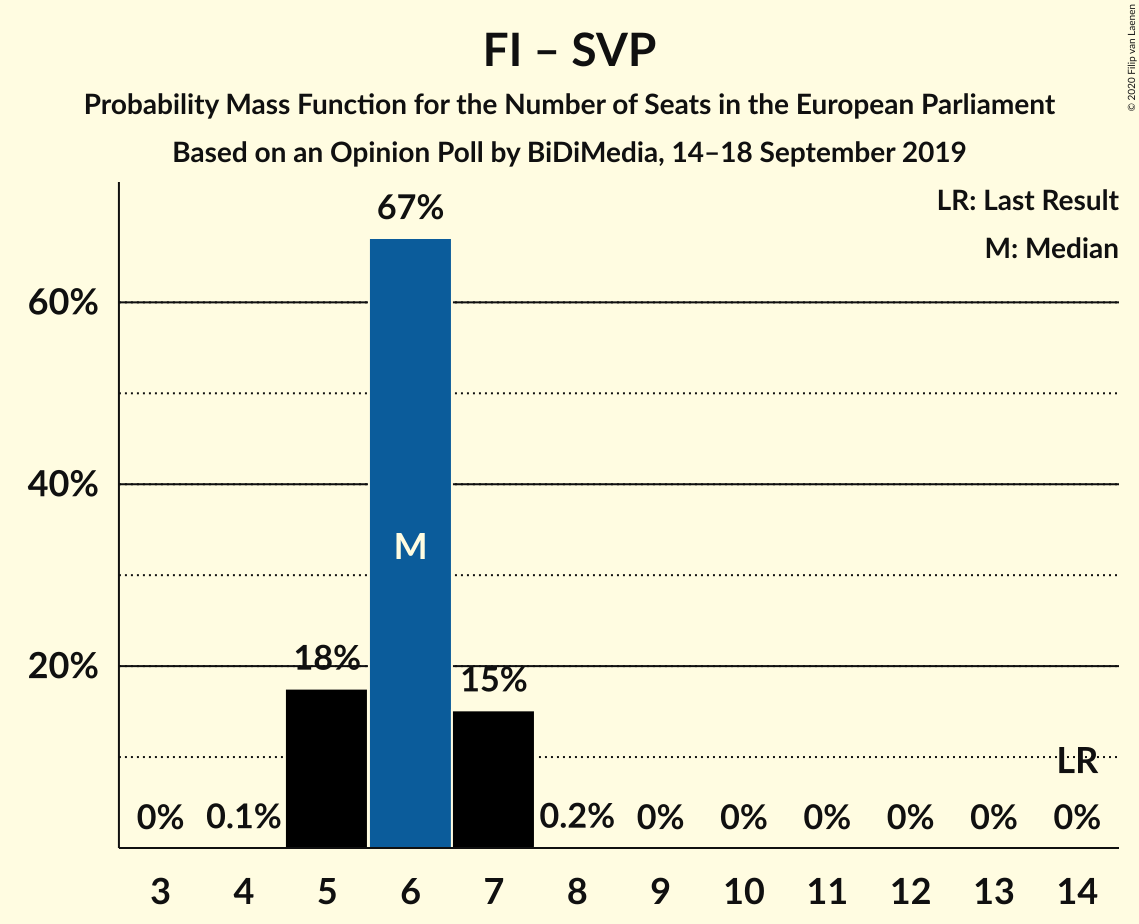 FI – SVP
Probability Mass Function for the Number of Seats in the European Parliament
Based on an Opinion Poll by BiDiMedia, 14–18 September 2019
© 2020 Filip van Laenen
LR: Last Result
M: Median
67%
60%
40%
M
20%
18%
15%
LR
0% 0.1% 0.2% 0% 0% 0% 0% 0% 0%
3 4 5 6 7 8 9 10 11 12 13 14